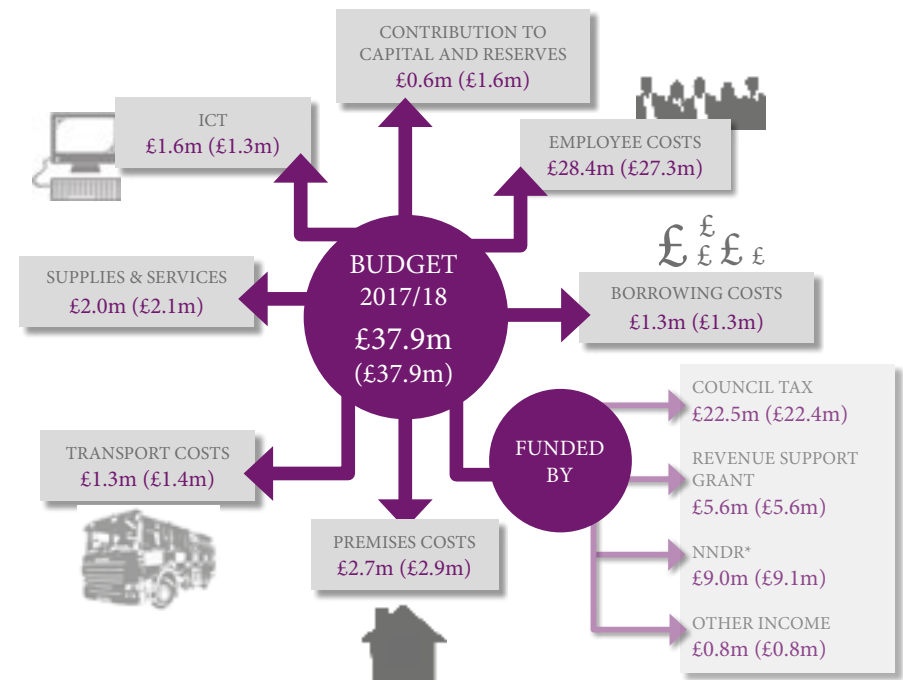 CONTRIBUTION TO
CAPITAL AND RESERVES
£0.6m (£1.6m)
ICT
£1.6m (£1.3m)
EMPLOYEE COSTS
£28.4m (£27.3m)
£ £ £ £ £
SUPPLIES & SERVICES
£2.0m (£2.1m)
BUDGET
2017/18
£37.9m
(£37.9m)
BORROWING COSTS
£1.3m (£1.3m)
TRANSPORT COSTS
£1.3m (£1.4m)
PREMISES COSTS
£2.7m (£2.9m)
FUNDED
BY
COUNCIL TAX
£22.5m (£22.4m)
REVENUE SUPPORT
GRANT
£5.6m (£5.6m)
NNDR*
£9.0m (£9.1m)
OTHER INCOME
£0.8m (£0.8m)